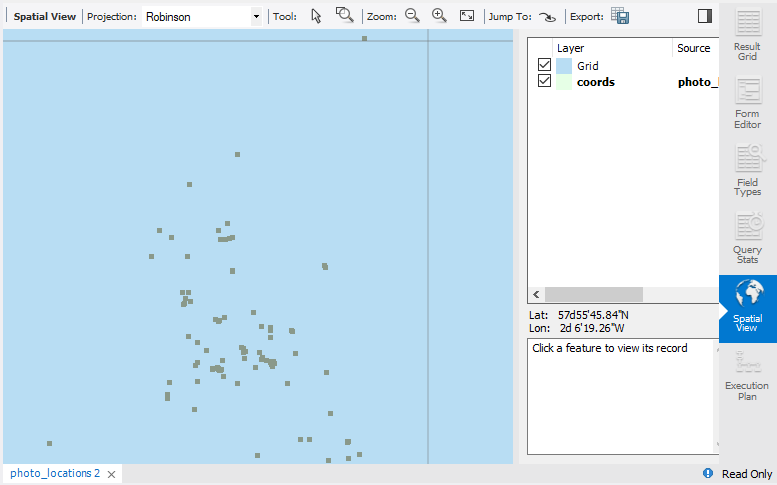 Spatial View Projection: Robinson Tool: Zoom: Jump To: Export:
Layer Source
Grid
coords photo_l
Lat: 57d55'45.84"N
Lon: 2d 6'19.26"W
Click a feature to view its record
Result
Grid
Form
Editor
Field
Types
Query
Stats
Spatial
View
Execution
Plan
photo_locations 2
Read Only